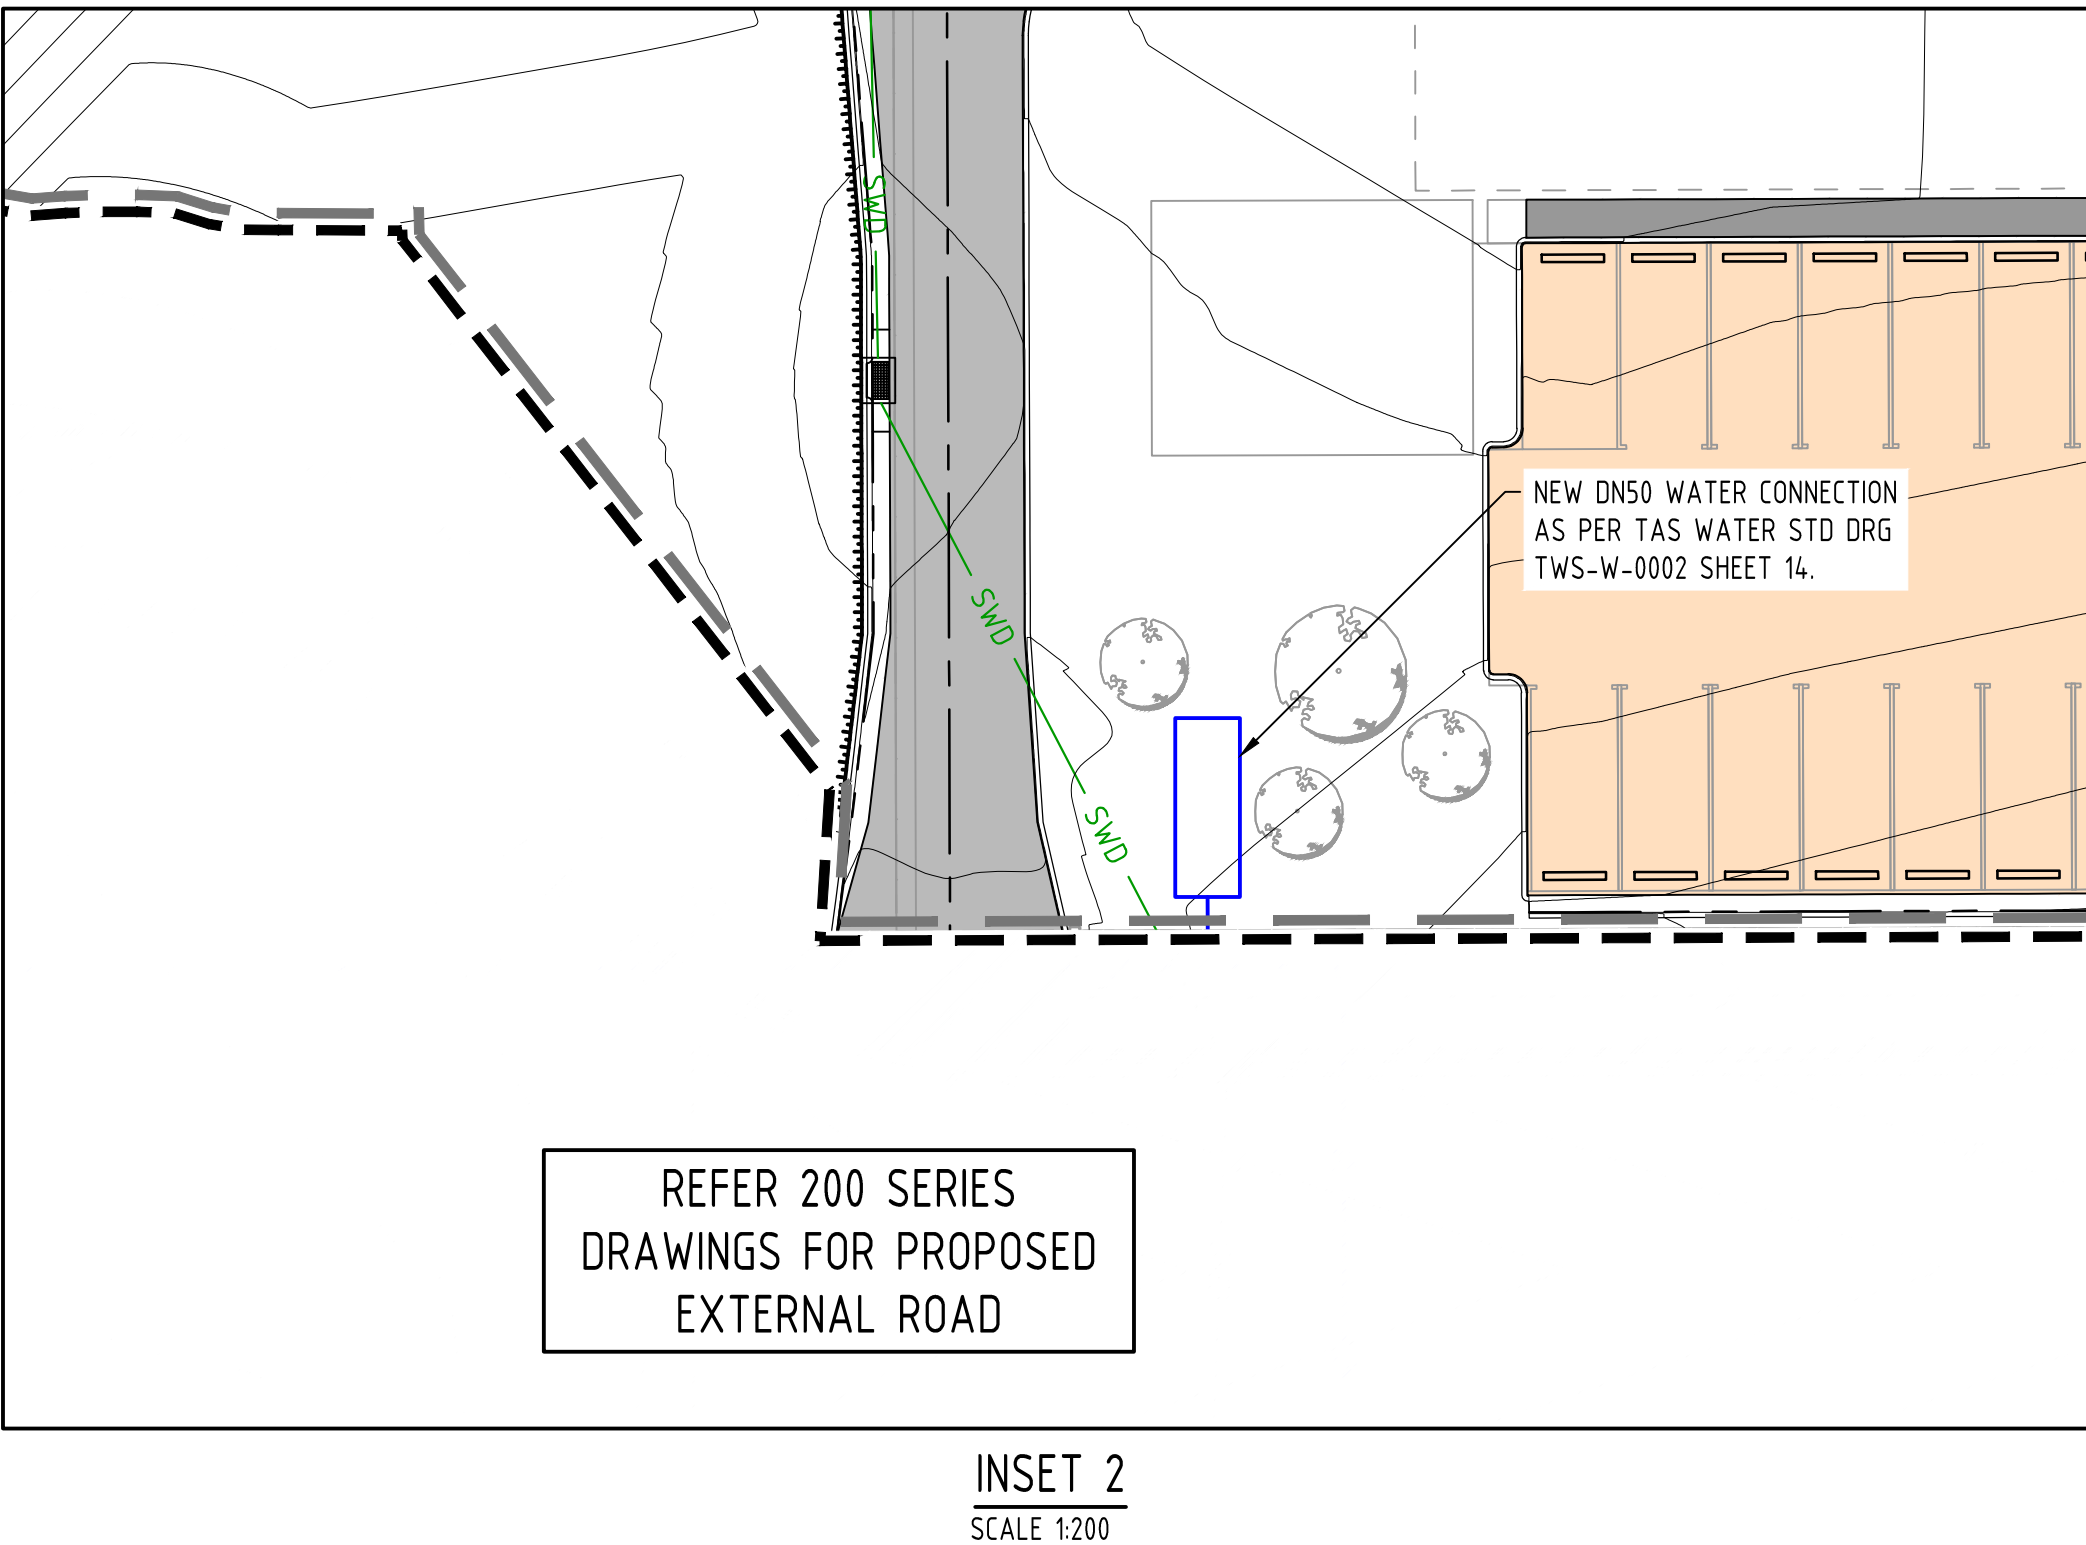 SWD
NEW DN50 WATER CONNECTION
AS PER TAS WATER STD DRG
TWS-W-0002 SHEET 14.
SWD
SWD
REFER 200 SERIES
DRAWINGS FOR PROPOSED
EXTERNAL ROAD
INSET 2
SCALE 1:200